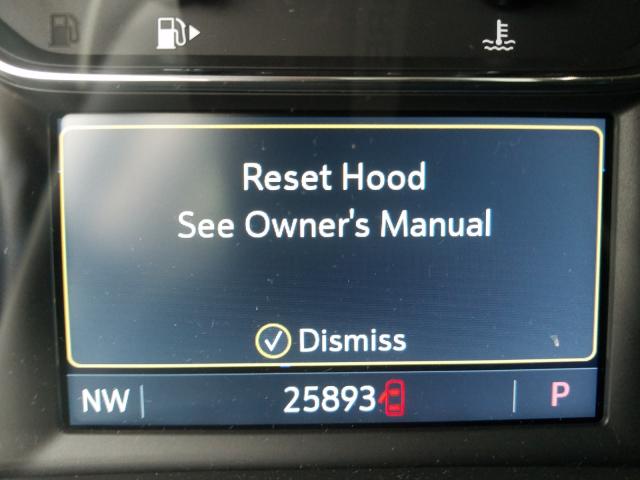 Reset Hood
See Owner's Manual
Dismiss
NW 25893 P